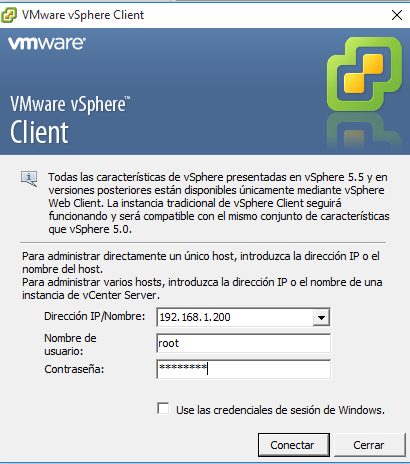 VMware vSphere Client
vmware®
VMware vSphere™
Client
Todas las características de vSphere presentadas en vSphere 5.5 y en
versiones posteriores están disponibles únicamente mediante vSphere
Web Client. La instancia tradicional de vSphere Client seguirá
funcionando y será compatible con el mismo conjunto de características
que vSphere 5.0.
Para administrar directamente un único host, introduzca la dirección IP o el
nombre del host.
Para administrar varios hosts, introduzca la dirección IP o el nombre de una
instancia de vCenter Server.
Dirección IP/Nombre: 192.168.1.200
Nombre de
usuario: root
Contraseña: ********
Use las credenciales de sesión de Windows.
Conectar Cerrar